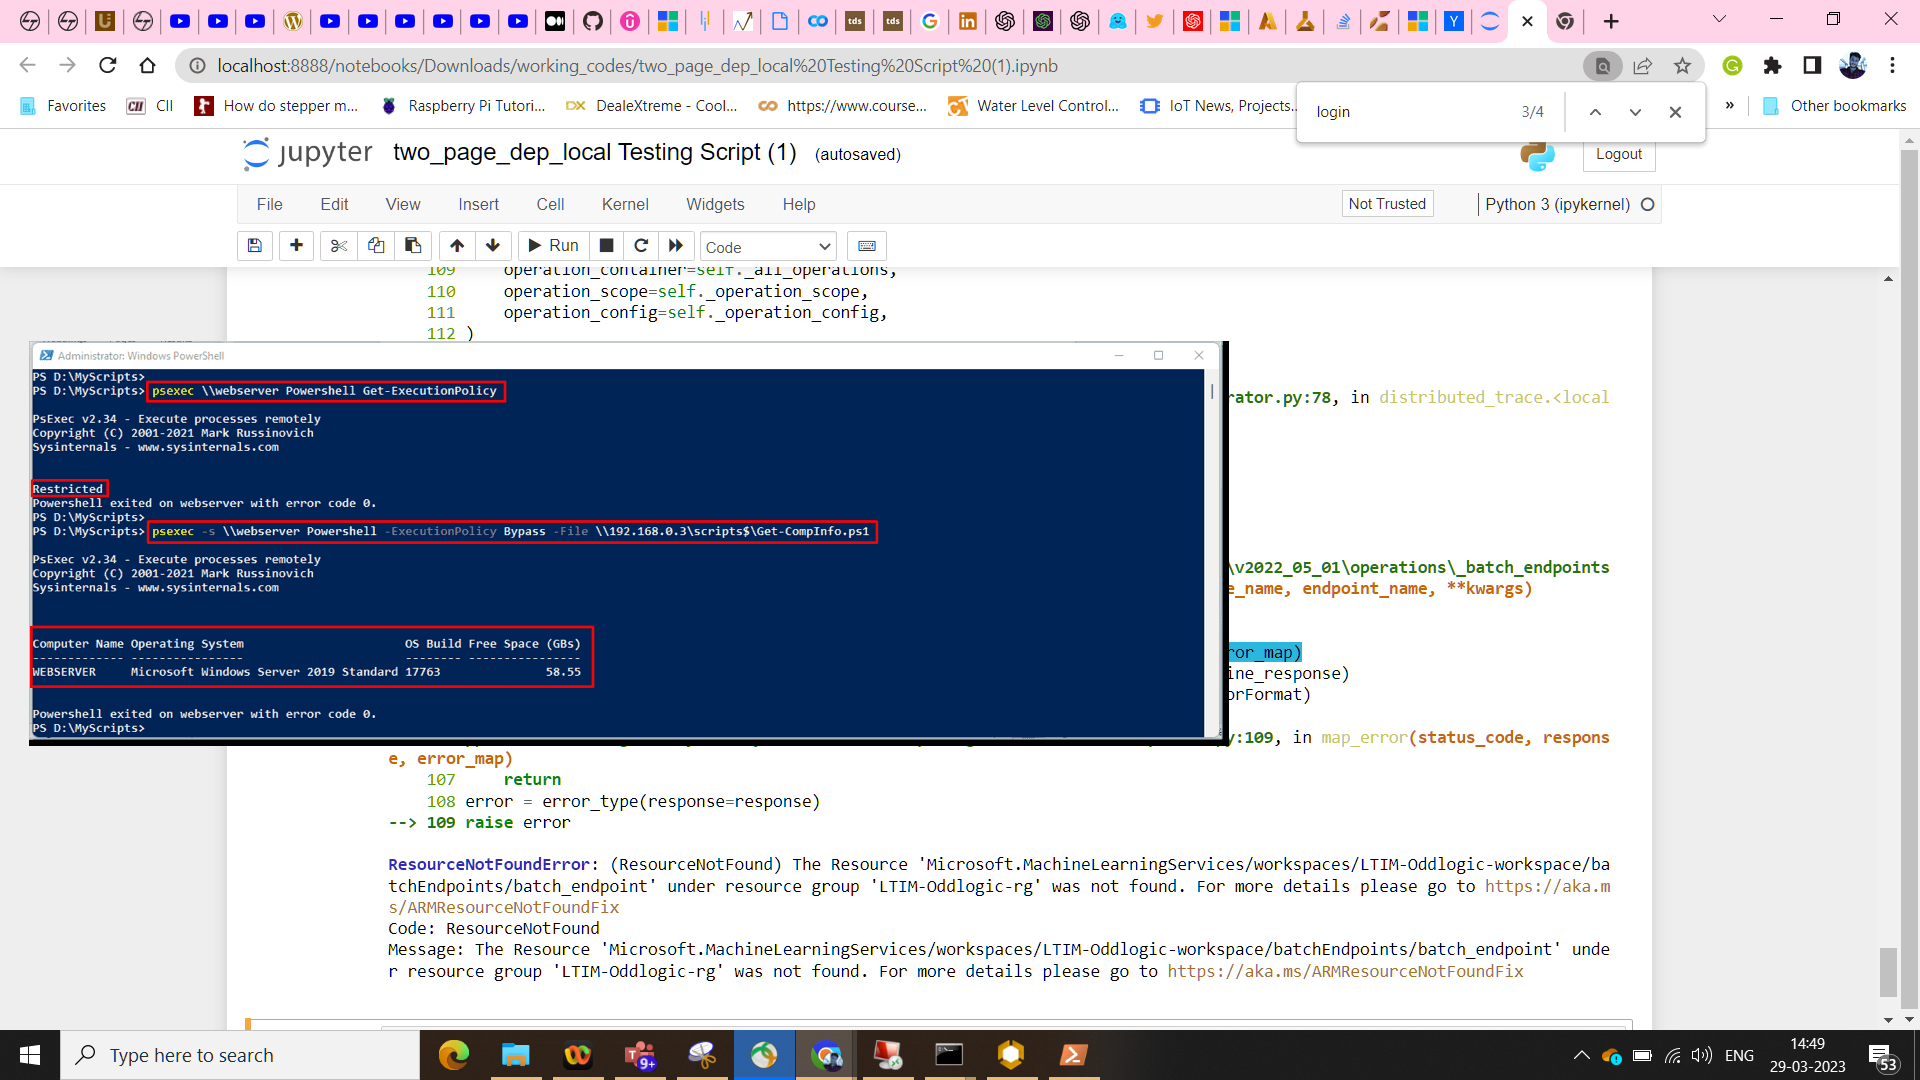 localhost:8888/notebooks/Downloads/working_codes/two_page_dep_local%20Testing%20Script%20(1).ipynb
Favorites CII How do stepper m... Raspberry Pi Tutori... DX DealeXtreme - Cool... https://www.course... Water Level Control... IoT News, Projects... » Other bookmarks
login 3/4
jupyter two_page_dep_local Testing Script (1) (autosaved)
Logout
File Edit View Insert Cell Kernel Widgets Help Not Trusted Python 3 (ipykernel)
Run Code
109 operation_container=self._all_operations,
110 operation_scope=self._operation_scope,
111 operation_config=self._operation_config,
112 )
Administrator: Windows PowerShell
PS D:\MyScripts>
PS D:\MyScripts> psexec \\webserver Powershell Get-ExecutionPolicy
PsExec v2.34 - Execute processes remotely
Copyright (C) 2001-2021 Mark Russinovich
Sysinternals - www.sysinternals.com
Restricted
Powershell exited on webserver with error code 0.
PS D:\MyScripts>
PS D:\MyScripts> psexec -s \\webserver Powershell -ExecutionPolicy Bypass -File \\192.168.0.3\scripts$\Get-CompInfo.ps1
PsExec v2.34 - Execute processes remotely
Copyright (C) 2001-2021 Mark Russinovich
Sysinternals - www.sysinternals.com
Computer Name Operating System OS Build Free Space (GBs)
------------- ---------------- -------- ----------------
WEBSERVER Microsoft Windows Server 2019 Standard 17763 58.55
Powershell exited on webserver with error code 0.
PS D:\MyScripts>
rator.py:78, in distributed_trace.<local
\v2022_05_01\operations\_batch_endpoints
e_name, endpoint_name, **kwargs)
ror_map)
ine_response)
orFormat)
y:109, in map_error(status_code, respons
e, error_map)
107 return
108 error = error_type(response=response)
--> 109 raise error
ResourceNotFoundError: (ResourceNotFound) The Resource 'Microsoft.MachineLearningServices/workspaces/LTIM-Oddlogic-workspace/ba
tchEndpoints/batch_endpoint' under resource group 'LTIM-Oddlogic-rg' was not found. For more details please go to https://aka.m
s/ARMResourceNotFoundFix
Code: ResourceNotFound
Message: The Resource 'Microsoft.MachineLearningServices/workspaces/LTIM-Oddlogic-workspace/batchEndpoints/batch_endpoint' unde
r resource group 'LTIM-Oddlogic-rg' was not found. For more details please go to https://aka.ms/ARMResourceNotFoundFix
Type here to search
9+
ENG
14:49
29-03-2023
53